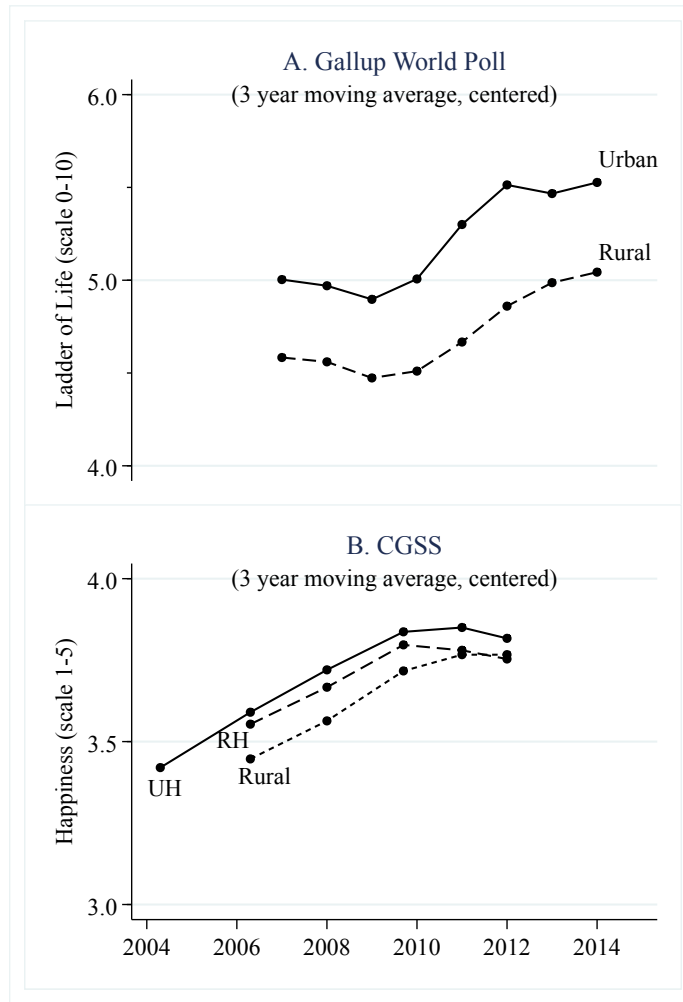 A. Gallup World Poll
(3 year moving average, centered)
6.0
5.0
4.0
Ladder of Life (scale 0-10)
Urban
Rural
B. CGSS
(3 year moving average, centered)
4.0
3.5
3.0
Happiness (scale 1-5)
RH
Rural
UH
2004 2006 2008 2010 2012 2014